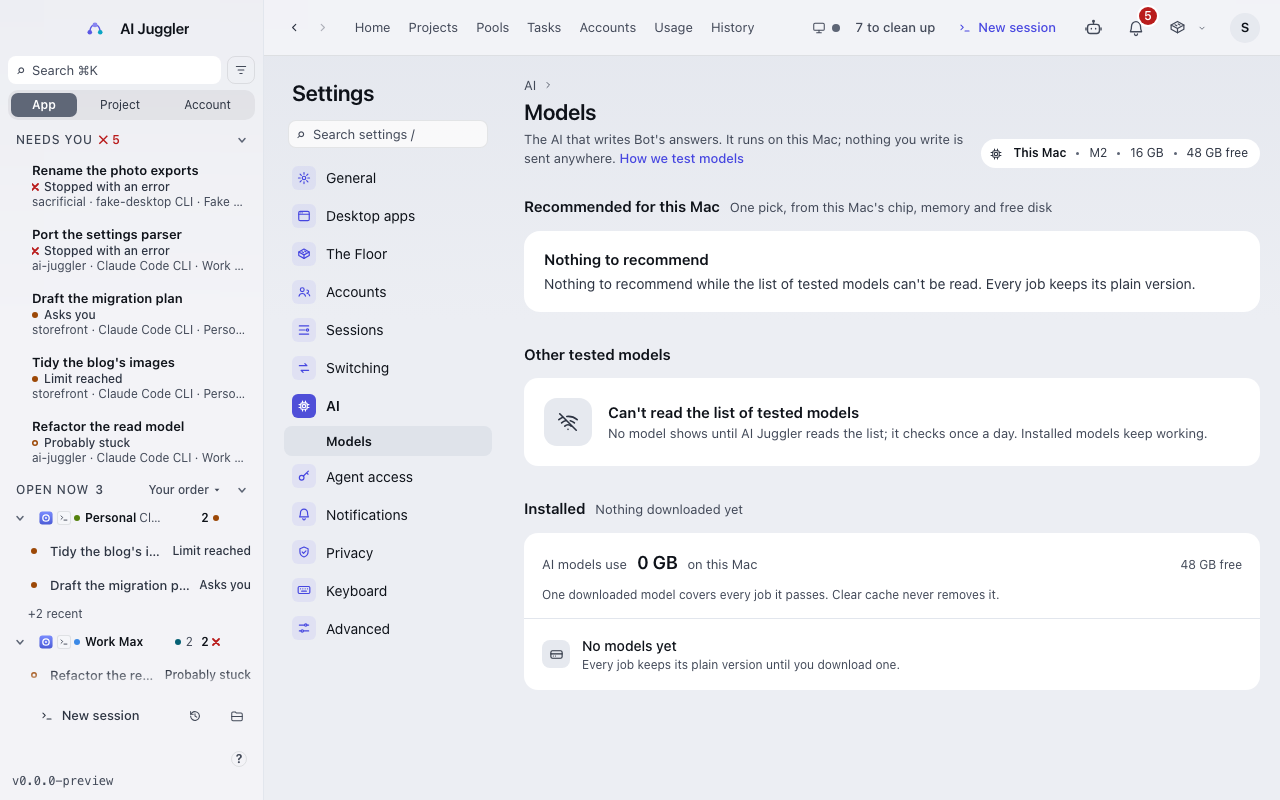 AI Juggler
Search ⌘K
App Project Account
NEEDS YOU 5
Rename the photo exports
Stopped with an error
sacrificial · fake-desktop CLI · Fake ...
Port the settings parser
Stopped with an error
ai-juggler · Claude Code CLI · Work ...
Draft the migration plan
Asks you
storefront · Claude Code CLI · Perso...
Tidy the blog's images
Limit reached
storefront · Claude Code CLI · Perso...
Refactor the read model
Probably stuck
ai-juggler · Claude Code CLI · Work ...
OPEN NOW 3 Your order
Personal Cl... 2
Tidy the blog's i... Limit reached
Draft the migration p... Asks you
+2 recent
Work Max 2 2
Refactor the re... Probably stuck
New session
?
v0.0.0-preview
Home Projects Pools Tasks Accounts Usage History 7 to clean up New session 5 S
Settings
Search settings /
General
Desktop apps
The Floor
Accounts
Sessions
Switching
AI
Models
Agent access
Notifications
Privacy
Keyboard
Advanced
AI
Models
The AI that writes Bot's answers. It runs on this Mac; nothing you write is
sent anywhere. How we test models
This Mac • M2 • 16 GB • 48 GB free
Recommended for this Mac One pick, from this Mac's chip, memory and free disk
Nothing to recommend
Nothing to recommend while the list of tested models can't be read. Every job keeps its plain version.
Other tested models
Can't read the list of tested models
No model shows until AI Juggler reads the list; it checks once a day. Installed models keep working.
Installed Nothing downloaded yet
AI models use 0 GB on this Mac 48 GB free
One downloaded model covers every job it passes. Clear cache never removes it.
No models yet
Every job keeps its plain version until you download one.